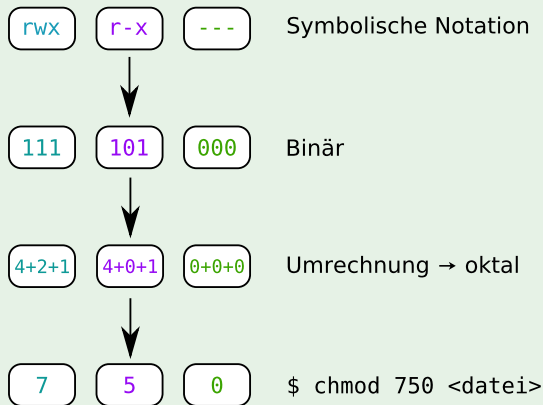 rwx r-x --- Symbolische Notation
111 101 000 Binär
4+2+1 4+0+1 0+0+0 Umrechnung → oktal
7 5 0 $ chmod 750 <datei>